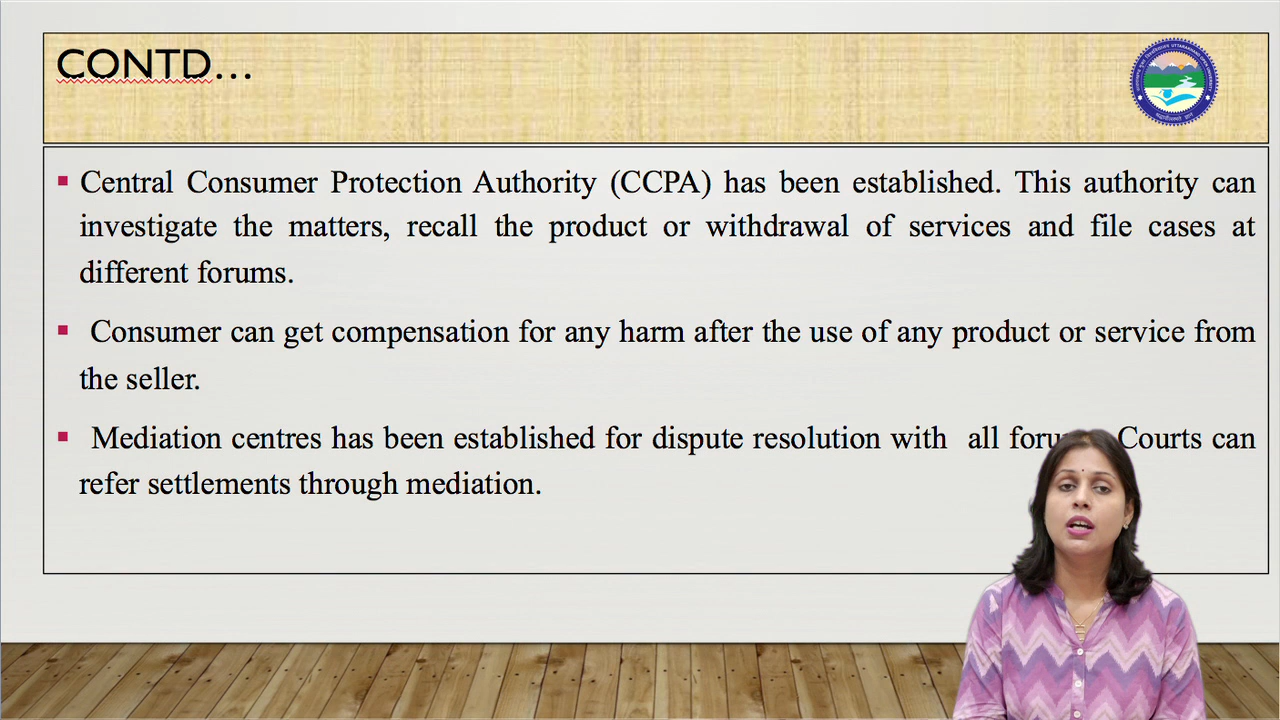 CONTD...
Central Consumer Protection Authority (CCPA) has been established. This authority can
investigate the matters, recall the product or withdrawal of services and file cases at
different forums.
Consumer can get compensation for any harm after the use of any product or service from
the seller.
Mediation centres has been established for dispute resolution with all Courts can
refer settlements through mediation.